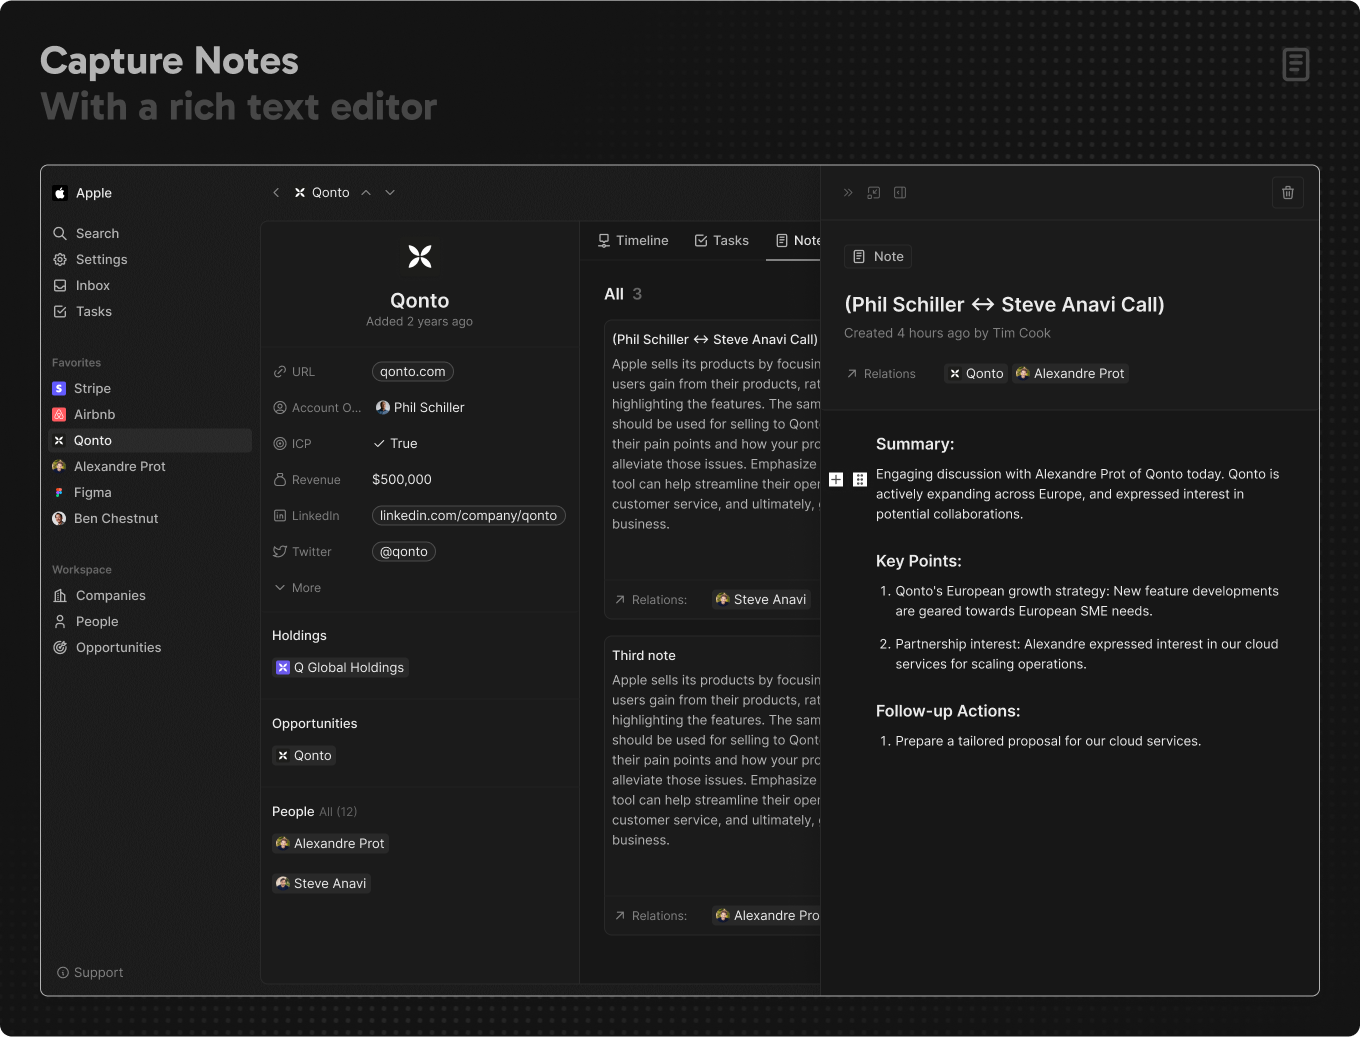 Capture Notes
With a rich text editor
Apple
Search
Settings
Inbox
Tasks
Favorites
Stripe
Airbnb
Qonto
Alexandre Prot
Figma
Ben Chestnut
Workspace
Companies
People
Opportunities
Support
Qonto
Qonto
Added 2 years ago
URL
qonto.com
Account O...
Phil Schiller
ICP
True
Revenue
$500,000
LinkedIn
linkedin.com/company/qonto
Twitter
@qonto
More
Holdings
Q Global Holdings
Opportunities
Qonto
People All (12)
Alexandre Prot
Steve Anavi
Timeline
Tasks
Note
All 3
(Phil Schiller <-> Steve Anavi Call)
Apple sells its products by focusin
users gain from their products, rat
highlighting the features. The sam
should be used for selling to Qont
their pain points and how your pro
alleviate those issues. Emphasize
tool can help streamline their oper
customer service, and ultimately,
business.
Relations:
Steve Anavi
Third note
Apple sells its products by focusin
users gain from their products, rat
highlighting the features. The sam
should be used for selling to Qont
their pain points and how your pro
alleviate those issues. Emphasize
tool can help streamline their oper
customer service, and ultimately,
business.
Relations:
Alexandre Pro
Note
(Phil Schiller <-> Steve Anavi Call)
Created 4 hours ago by Tim Cook
Relations
Qonto
Alexandre Prot
Summary:
Engaging discussion with Alexandre Prot of Qonto today. Qonto is
actively expanding across Europe, and expressed interest in
potential collaborations.
Key Points:
1. Qonto's European growth strategy: New feature developments
are geared towards European SME needs.
2. Partnership interest: Alexandre expressed interest in our cloud
services for scaling operations.
Follow-up Actions:
1. Prepare a tailored proposal for our cloud services.